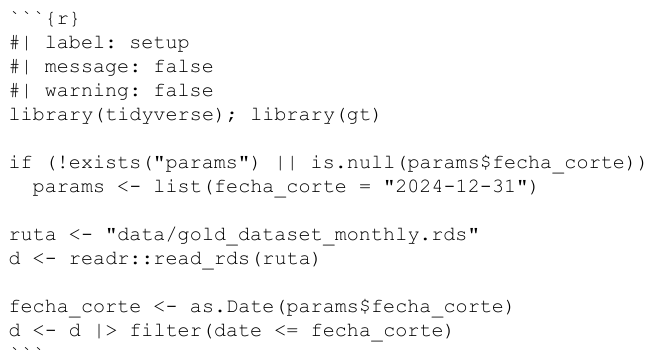 ```{r}
#| label: setup
#| message: false
#| warning: false
library(tidyverse); library(gt)
if (!exists("params") || is.null(params$fecha_corte))
  params <- list(fecha_corte = "2024-12-31")
ruta <- "data/gold_dataset_monthly.rds"
d <- readr::read_rds(ruta)
fecha_corte <- as.Date(params$fecha_corte)
d <- d |> filter(date <= fecha_corte)
```